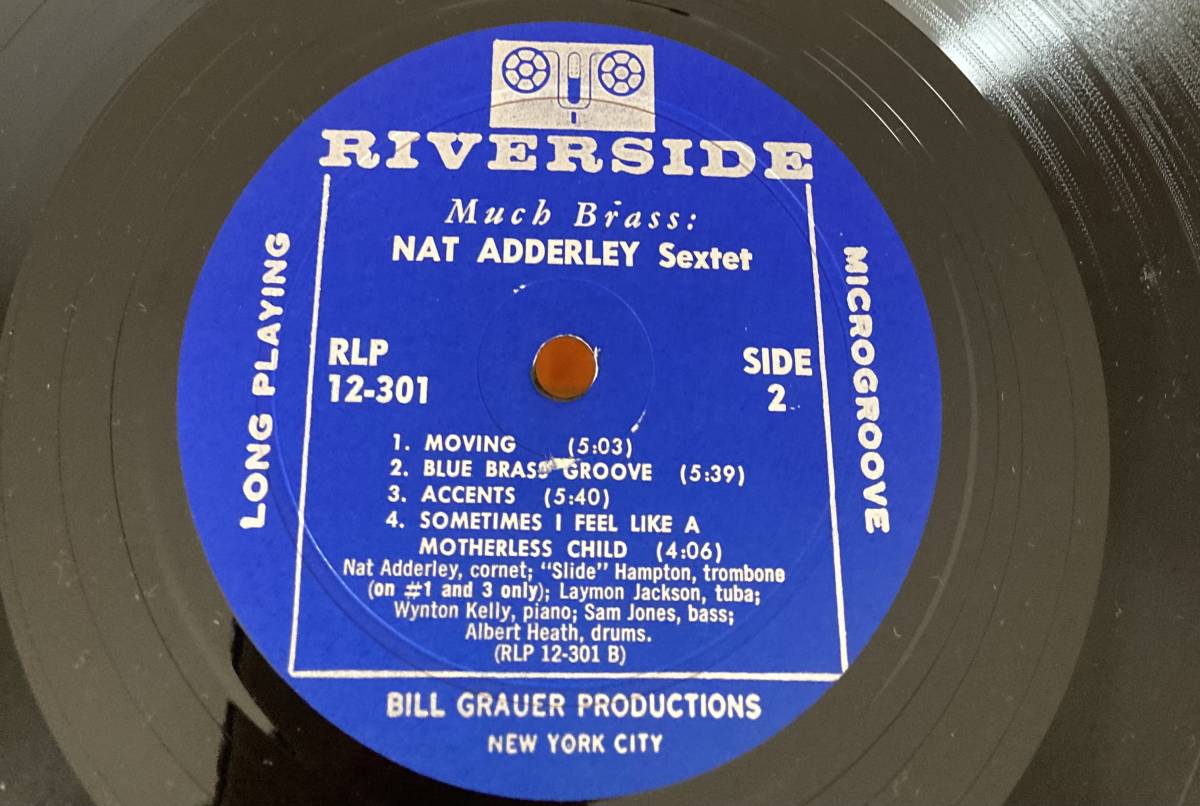 RIVERSIDE
Much Brass:
NAT ADDERLEY Sextet
LONG PLAYING
MICROGROOVE
RLP
12-301
SIDE
2
1. MOVING (5:03)
2. BLUE BRASS GROOVE (5:39)
3. ACCENTS (5:40)
4. SOMETIMES I FEEL LIKE A
MOTHERLESS CHILD (4:06)
Nat Adderley, cornet; "Slide" Hampton, trombone
(on #1 and 3 only); Laymon Jackson, tuba;
Wynton Kelly, piano; Sam Jones, bass;
Albert Heath, drums.
(RLP 12-301 B)
BILL GRAUER PRODUCTIONS
NEW YORK CITY